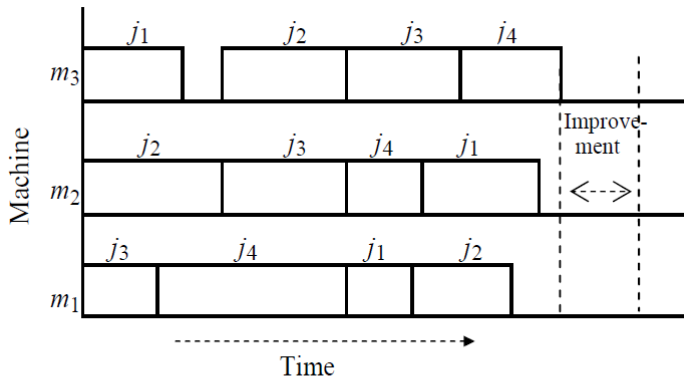 j1 j2 j3 j4
m3
Improve-
ment
j2 j3 j4 j1
m2
Machine
j3 j4 j1 j2
m1
Time